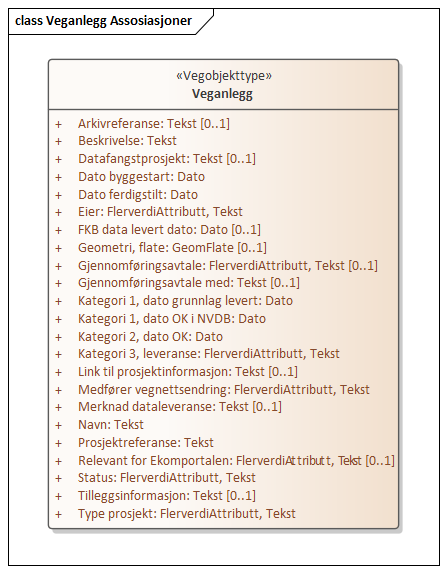 class Veganlegg Assosiasjoner
«Vegobjekttype»
Veganlegg
+ Arkivreferanse: Tekst [0..1]
+ Beskrivelse: Tekst
+ Datafangstprosjekt: Tekst [0..1]
+ Dato byggestart: Dato
+ Dato ferdigstilt: Dato
+ Eier: FlerverdiAttributt, Tekst
+ FKB data levert dato: Dato [0..1]
+ Geometri, flate: GeomFlate [0..1]
+ Gjennomføringsavtale: FlerverdiAttributt, Tekst [0..1]
+ Gjennomføringsavtale med: Tekst [0..1]
+ Kategori 1, dato grunnlag levert: Dato
+ Kategori 1, dato OK i NVDB: Dato
+ Kategori 2, dato OK: Dato
+ Kategori 3, leveranse: FlerverdiAttributt, Tekst
+ Link til prosjektinformasjon: Tekst [0..1]
+ Medfører vegnettsendring: FlerverdiAttributt, Tekst
+ Merknad dataleveranse: Tekst [0..1]
+ Navn: Tekst
+ Prosjektreferanse: Tekst
+ Relevant for Ekomportalen: FlerverdiAttributt, Tekst [0..1]
+ Status: FlerverdiAttributt, Tekst
+ Tilleggsinformasjon: Tekst [0..1]
+ Type prosjekt: FlerverdiAttributt, Tekst